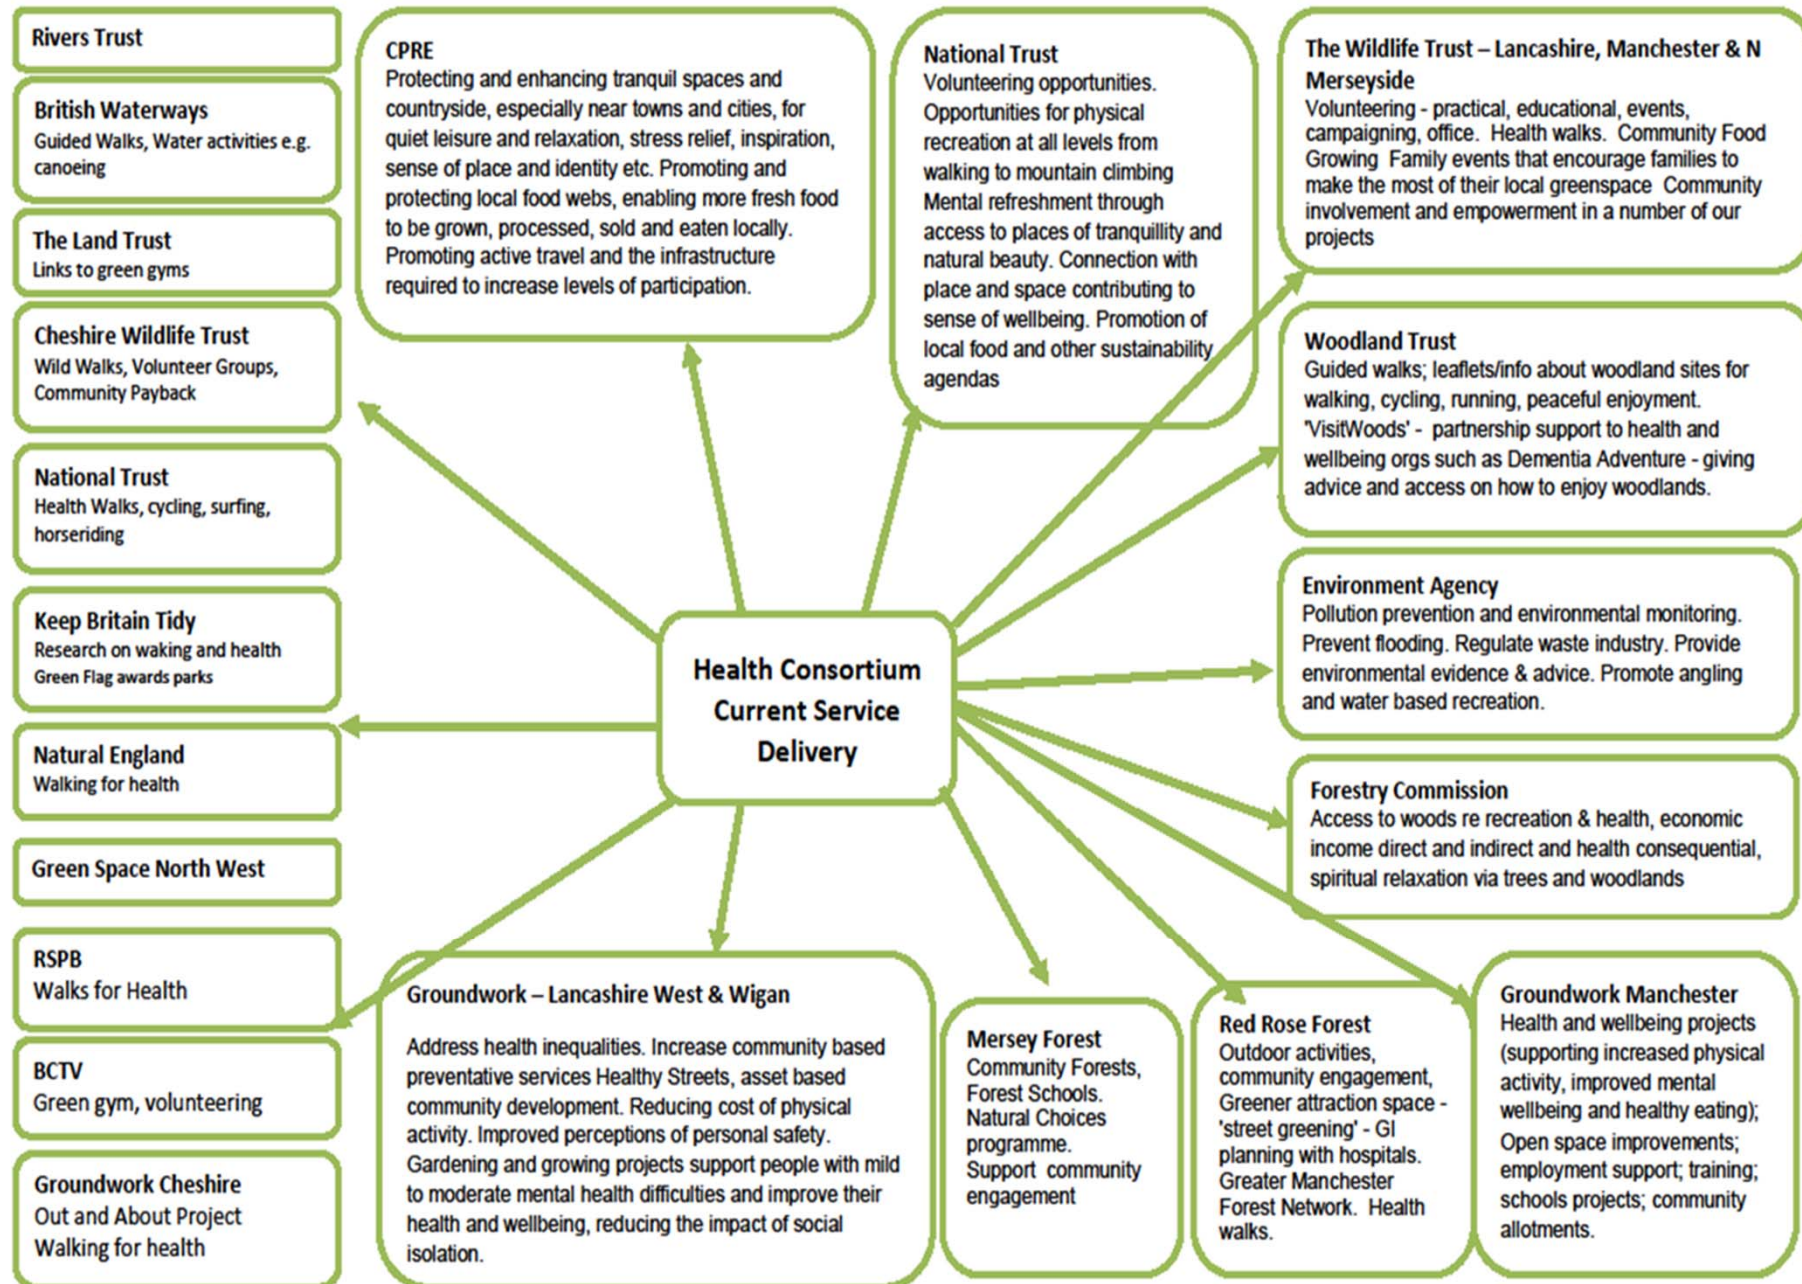 Rivers Trust
British Waterways
Guided Walks, Water activities e.g.
canoeing
The Land Trust
Links to green gyms
Cheshire Wildlife Trust
Wild Walks, Volunteer Groups,
Community Payback
National Trust
Health Walks, cycling, surfing,
horseriding
Keep Britain Tidy
Research on waking and health
Green Flag awards parks
Natural England
Walking for health
Green Space North West
RSPB
Walks for Health
BCTV
Green gym, volunteering
Groundwork Cheshire
Out and About Project
Walking for health
CPRE
Protecting and enhancing tranquil spaces and
countryside, especially near towns and cities, for
quiet leisure and relaxation, stress relief, inspiration,
sense of place and identity etc. Promoting and
protecting local food webs, enabling more fresh food
to be grown, processed, sold and eaten locally.
Promoting active travel and the infrastructure
required to increase levels of participation.
National Trust
Volunteering opportunities.
Opportunities for physical
recreation at all levels from
walking to mountain climbing
Mental refreshment through
access to places of tranquillity and
natural beauty. Connection with
place and space contributing to
sense of wellbeing. Promotion of
local food and other sustainability
agendas
The Wildlife Trust – Lancashire, Manchester & N
Merseyside
Volunteering - practical, educational, events,
campaigning, office. Health walks. Community Food
Growing Family events that encourage families to
make the most of their local greenspace Community
involvement and empowerment in a number of our
projects
Woodland Trust
Guided walks; leaflets/info about woodland sites for
walking, cycling, running, peaceful enjoyment.
'VisitWoods' - partnership support to health and
wellbeing orgs such as Dementia Adventure - giving
advice and access on how to enjoy woodlands.
Environment Agency
Pollution prevention and environmental monitoring.
Prevent flooding. Regulate waste industry. Provide
environmental evidence & advice. Promote angling
and water based recreation.
Health Consortium
Current Service
Delivery
Forestry Commission
Access to woods re recreation & health, economic
income direct and indirect and health consequential,
spiritual relaxation via trees and woodlands
Groundwork – Lancashire West & Wigan
Address health inequalities. Increase community based
preventative services Healthy Streets, asset based
community development. Reducing cost of physical
activity. Improved perceptions of personal safety.
Gardening and growing projects support people with mild
to moderate mental health difficulties and improve their
health and wellbeing, reducing the impact of social
isolation.
Mersey Forest
Community Forests,
Forest Schools.
Natural Choices
programme.
Support community
engagement
Red Rose Forest
Outdoor activities,
community engagement,
Greener attraction space -
'street greening' - GI
planning with hospitals.
Greater Manchester
Forest Network. Health
walks.
Groundwork Manchester
Health and wellbeing projects
(supporting increased physical
activity, improved mental
wellbeing and healthy eating);
Open space improvements;
employment support; training;
schools projects; community
allotments.